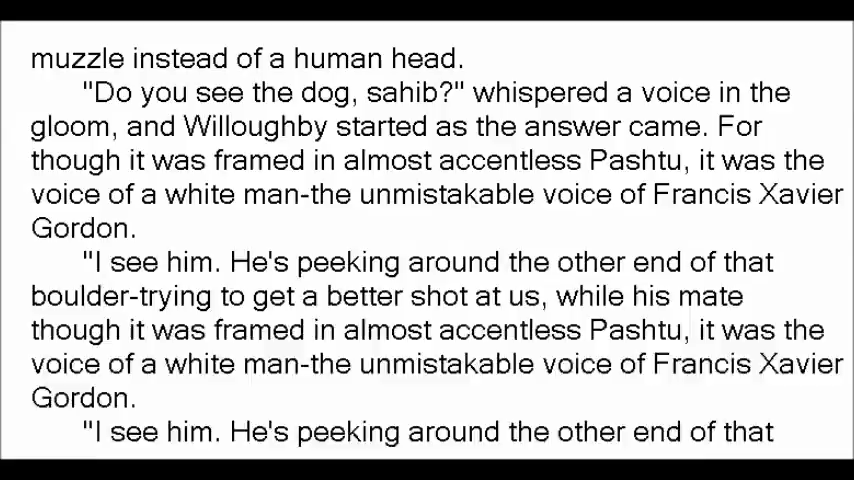 muzzle instead of a human head.
"Do you see the dog, sahib?" whispered a voice in the
gloom, and Willoughby started as the answer came. For
though it was framed in almost accentless Pashtu, it was the
voice of a white man-the unmistakable voice of Francis Xavier
Gordon.
"I see him. He's peeking around the other end of that
boulder-trying to get a better shot at us, while his mate
though it was framed in almost accentless Pashtu, it was the
voice of a white man-the unmistakable voice of Francis Xavier
Gordon.
"I see him. He's peeking around the other end of that